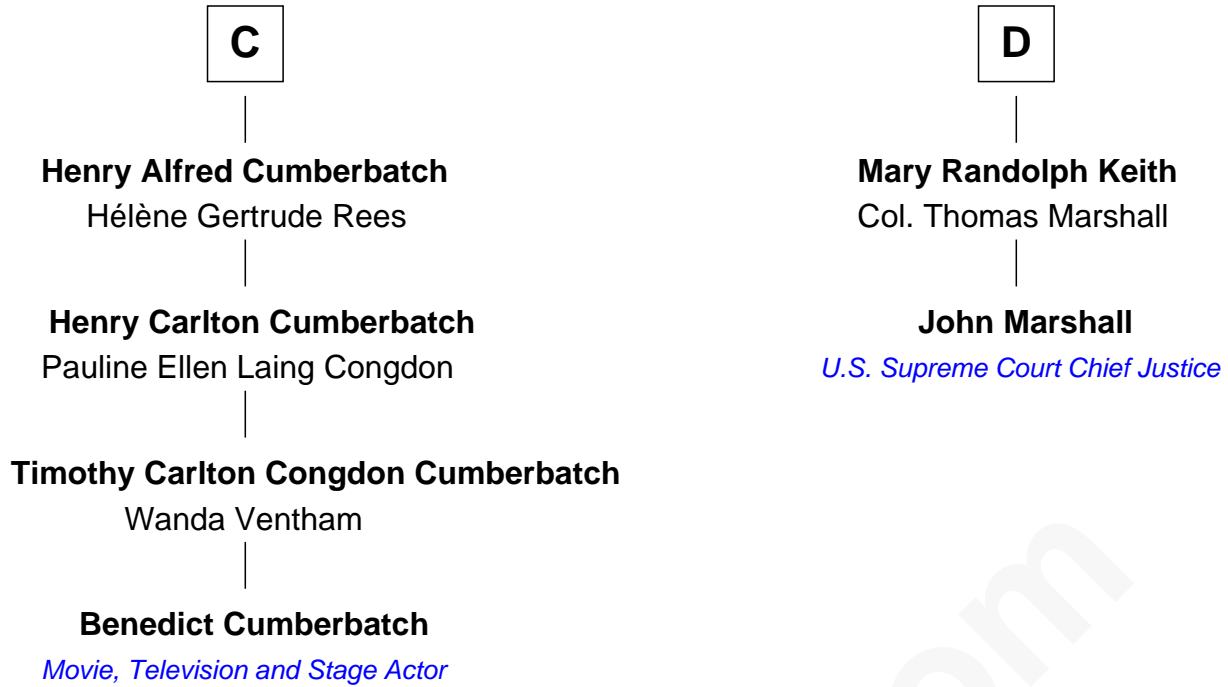 C
Henry Alfred Cumberbatch
Hélène Gertrude Rees
Henry Carlton Cumberbatch
Pauline Ellen Laing Congdon
Timothy Carlton Congdon Cumberbatch
Wanda Ventham
Benedict Cumberbatch
Movie, Television and Stage Actor
D
Mary Randolph Keith
Col. Thomas Marshall
John Marshall
U.S. Supreme Court Chief Justice
om